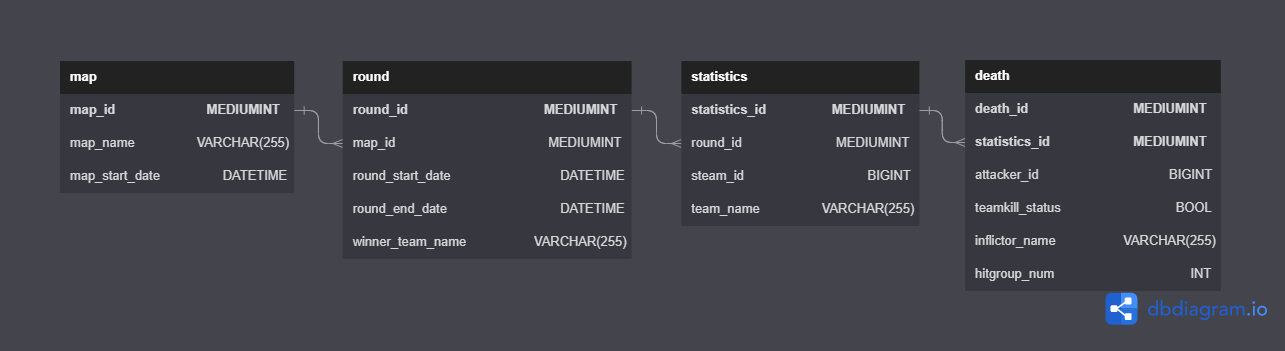 map
map_id MEDIUMINT
map_name VARCHAR(255)
map_start_date DATETIME
round
round_id MEDIUMINT
map_id MEDIUMINT
round_start_date DATETIME
round_end_date DATETIME
winner_team_name VARCHAR(255)
statistics
statistics_id MEDIUMINT
round_id MEDIUMINT
steam_id BIGINT
team_name VARCHAR(255)
death
death_id MEDIUMINT
statistics_id MEDIUMINT
attacker_id BIGINT
teamkill_status BOOL
inflictor_name VARCHAR(255)
hitgroup_num INT
dbdiagram.io